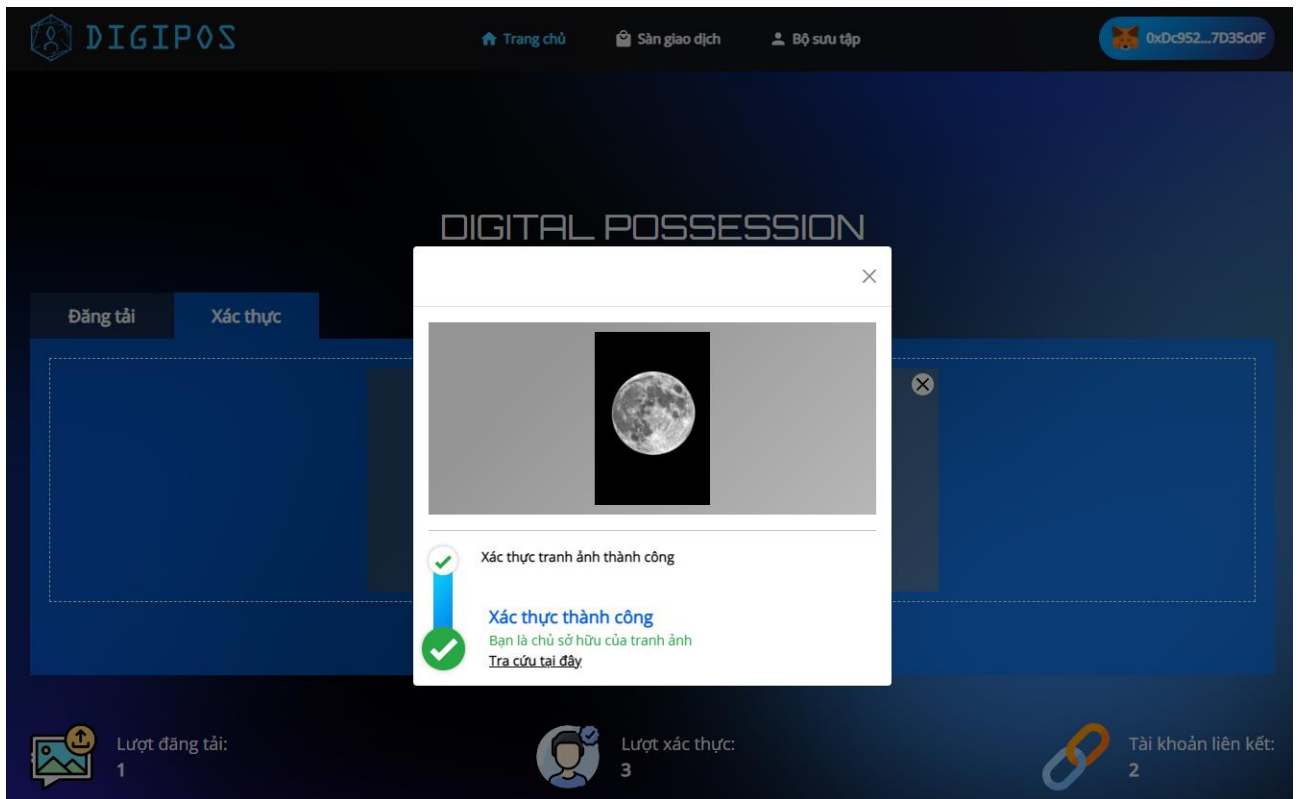 DIGIPOS
Trang chủ
Sàn giao dịch
Bộ sưu tập
0xDc952...7D35c0F
DIGITAL POSSESSION
Đăng tải
Xác thực
Xác thực tranh ảnh thành công
Xác thực thành công
Bạn là chủ sở hữu của tranh ảnh
Tra cứu tại đây
Lượt đăng tải:
1
Lượt xác thực:
3
Tài khoản liên kết:
2